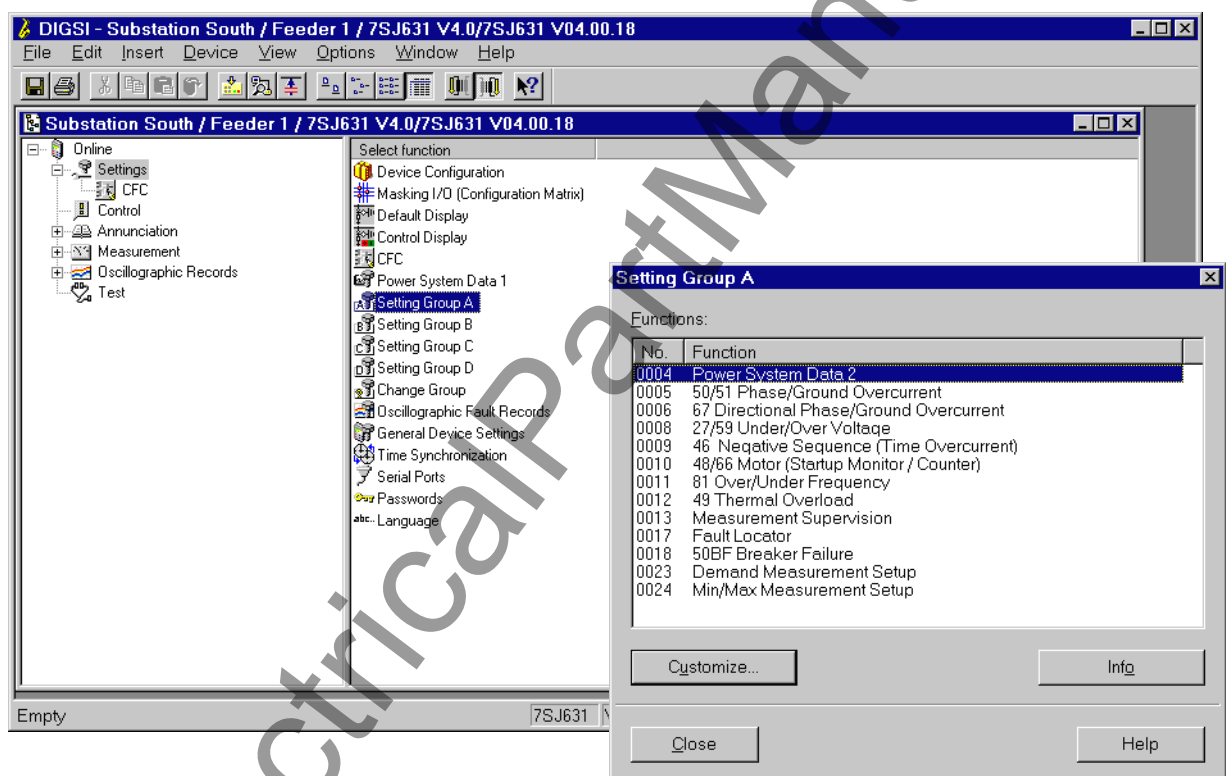 DIGSI - Substation South / Feeder 1 / 7SJ631 V4.0/7SJ631 V04.00.18
File Edit Insert Device View Options Window Help
Substation South / Feeder 1 / 7SJ631 V4.0/7SJ631 V04.00.18
Online
Settings
CFC
Control
Annunciation
Measurement
Oscillographic Records
Test
Select function
Device Configuration
Masking I/O (Configuration Matrix)
Default Display
Control Display
CFC
Power System Data 1
Setting Group A
Setting Group B
Setting Group C
Setting Group D
Change Group
Oscillographic Fault Records
General Device Settings
Time Synchronization
Serial Ports
Passwords
abc.. Language
Empty
7SJ631
Setting Group A
Functions:
No. Function
0004 Power System Data 2
0005 50/51 Phase/Ground Overcurrent
0006 67 Directional Phase/Ground Overcurrent
0008 27/59 Under/Over Voltage
0009 46 Negative Sequence (Time Overcurrent)
0010 48/66 Motor (Startup Monitor / Counter)
0011 81 Over/Under Frequency
0012 49 Thermal Overload
0013 Measurement Supervision
0017 Fault Locator
0018 50BF Breaker Failure
0023 Demand Measurement Setup
0024 Min/Max Measurement Setup
Customize... Info
Close Help
ctricalPartMan